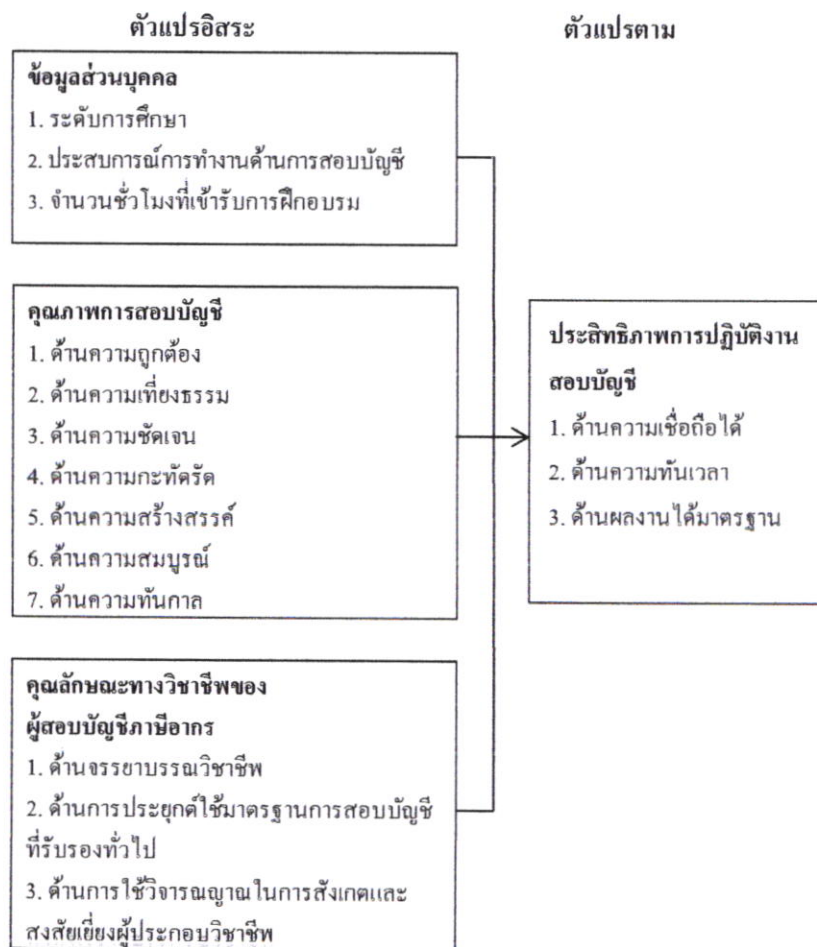 ตัวแปรอิสระ
ตัวแปรตาม
ข้อมูลส่วนบุคคล
1. ระดับการศึกษา
2. ประสบการณ์การทำงานด้านการสอบบัญชี
3. จำนวนชั่วโมงที่เข้ารับการฝึกอบรม
คุณภาพการสอบบัญชี
1. ด้านความถูกต้อง
2. ด้านความเที่ยงธรรม
3. ด้านความชัดเจน
4. ด้านความกะทัดรัด
5. ด้านความสร้างสรรค์
6. ด้านความสมบูรณ์
7. ด้านความทันกาล
ประสิทธิภาพการปฏิบัติงาน
สอบบัญชี
1. ด้านความเชื่อถือได้
2. ด้านความทันเวลา
3. ด้านผลงานได้มาตรฐาน
คุณลักษณะทางวิชาชีพของ
ผู้สอบบัญชีภาษีอากร
1. ด้านจรรยาบรรณวิชาชีพ
2. ด้านการประยุกต์ใช้มาตรฐานการสอบบัญชี
ที่รับรองทั่วไป
3. ด้านการใช้วิจารณญาณในการสังเกตและ
สงสัยเยี่ยงผู้ประกอบวิชาชีพ